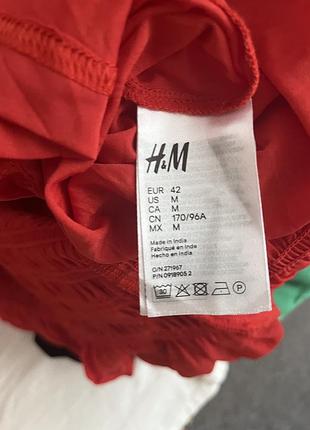 H&M
EUR 42
US M
CA M
CN 170/96A
MX M
Made in India
Fabriqué en Inde
Hecho en India
O/N 271967
P/N 0918905 2
30
P